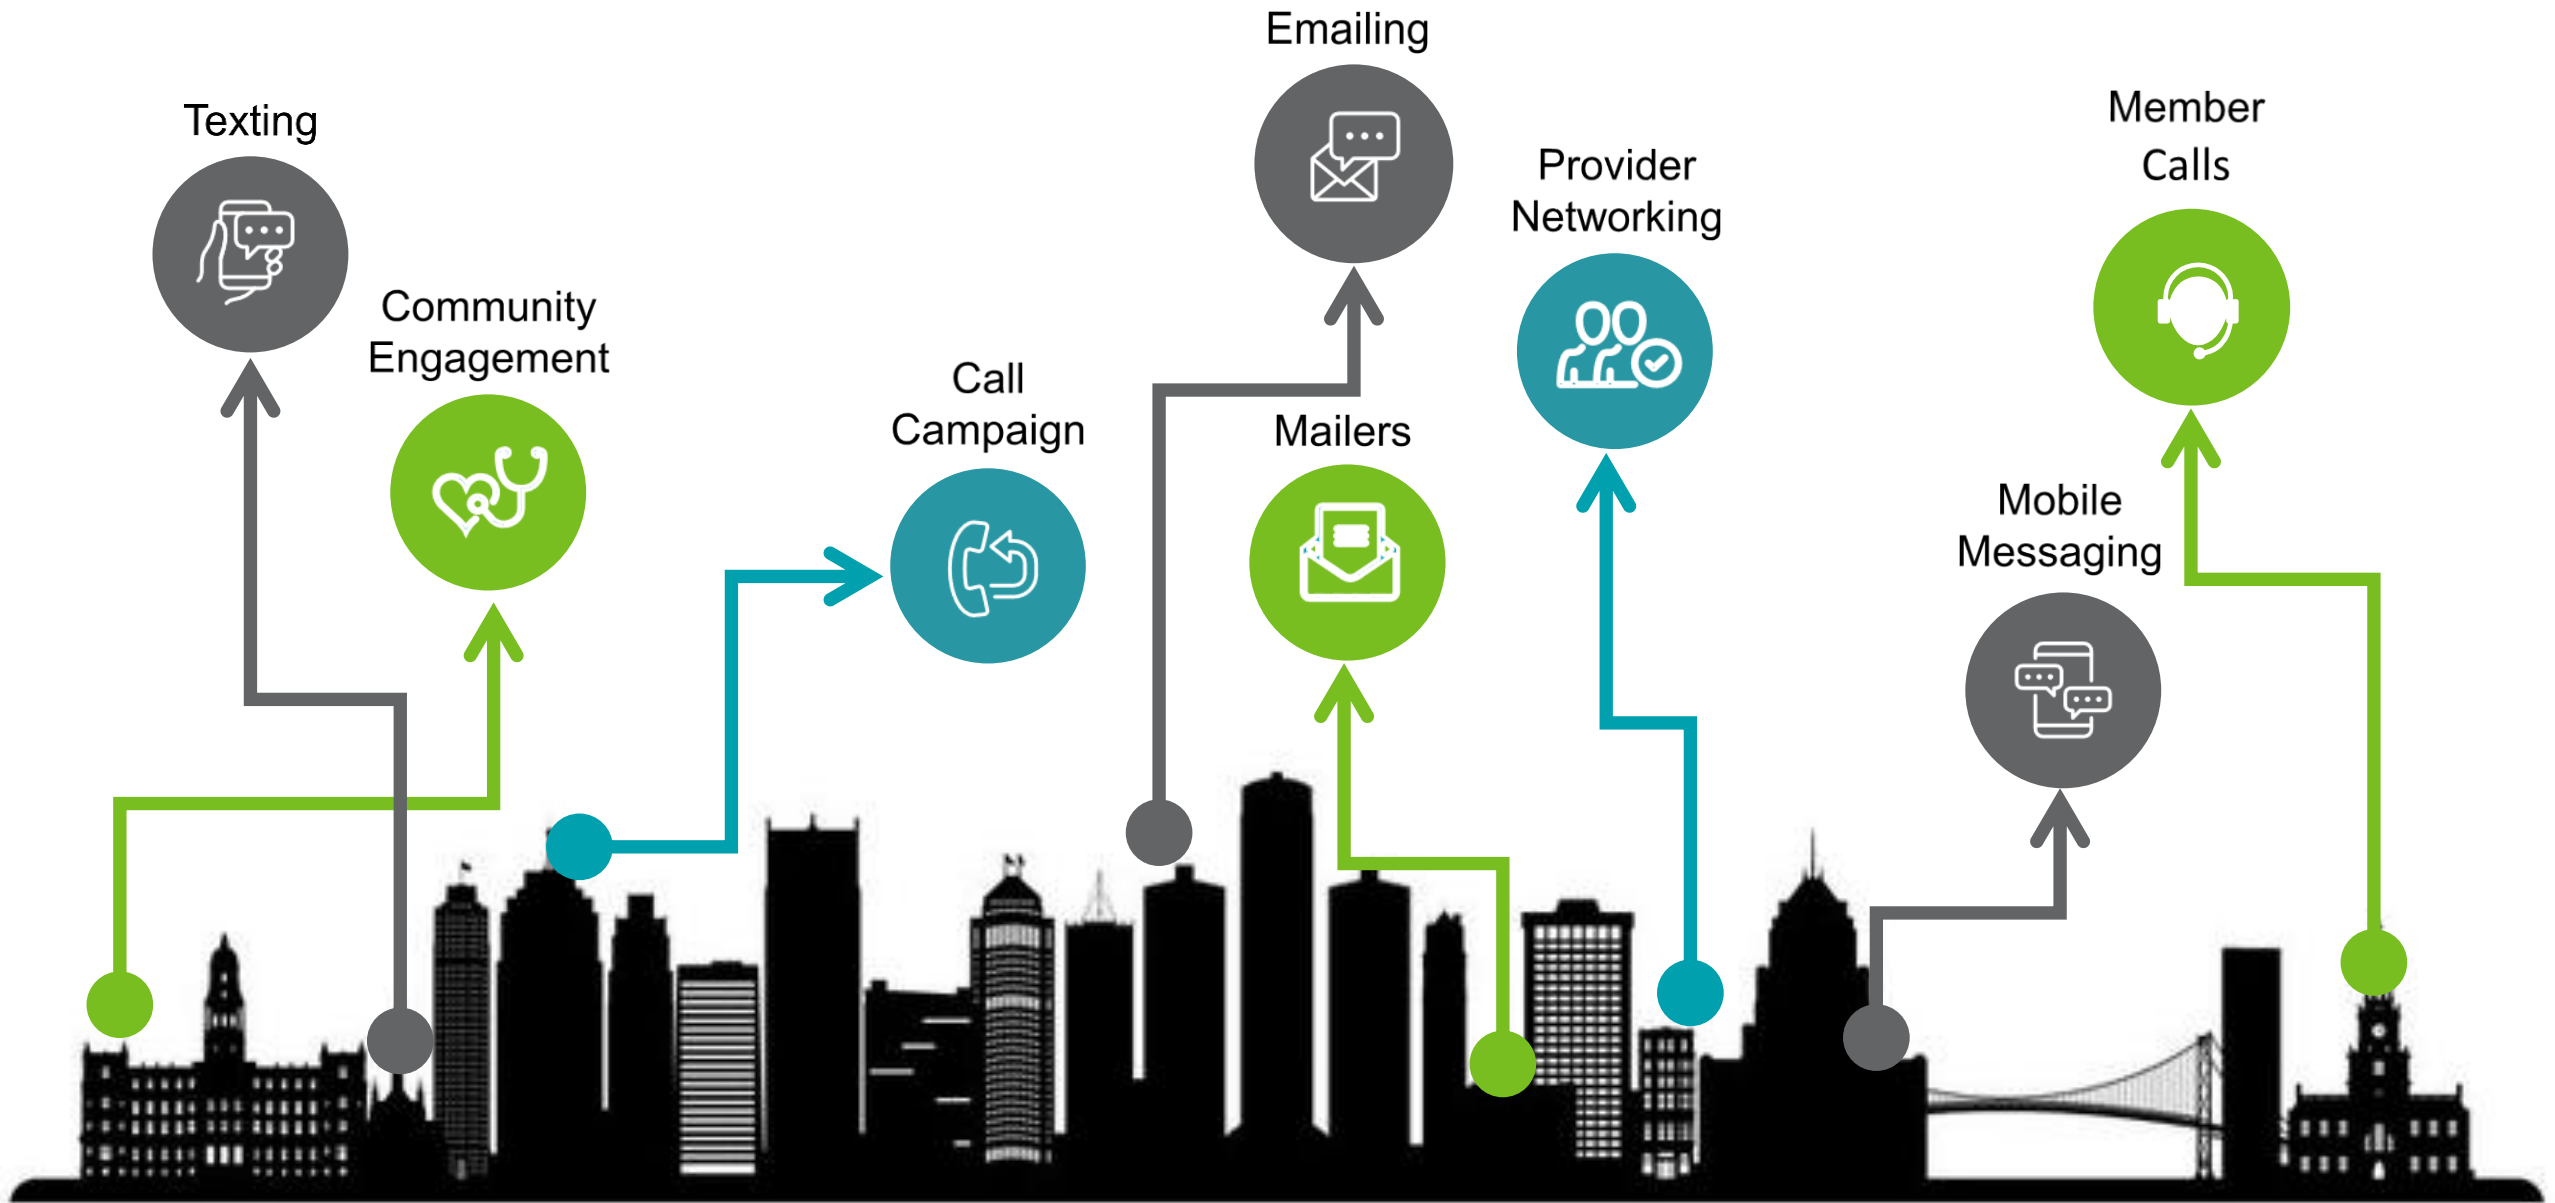 Texting
Community
Engagement
Call
Campaign
Emailing
Mailers
Provider
Networking
Mobile
Messaging
Member
Calls